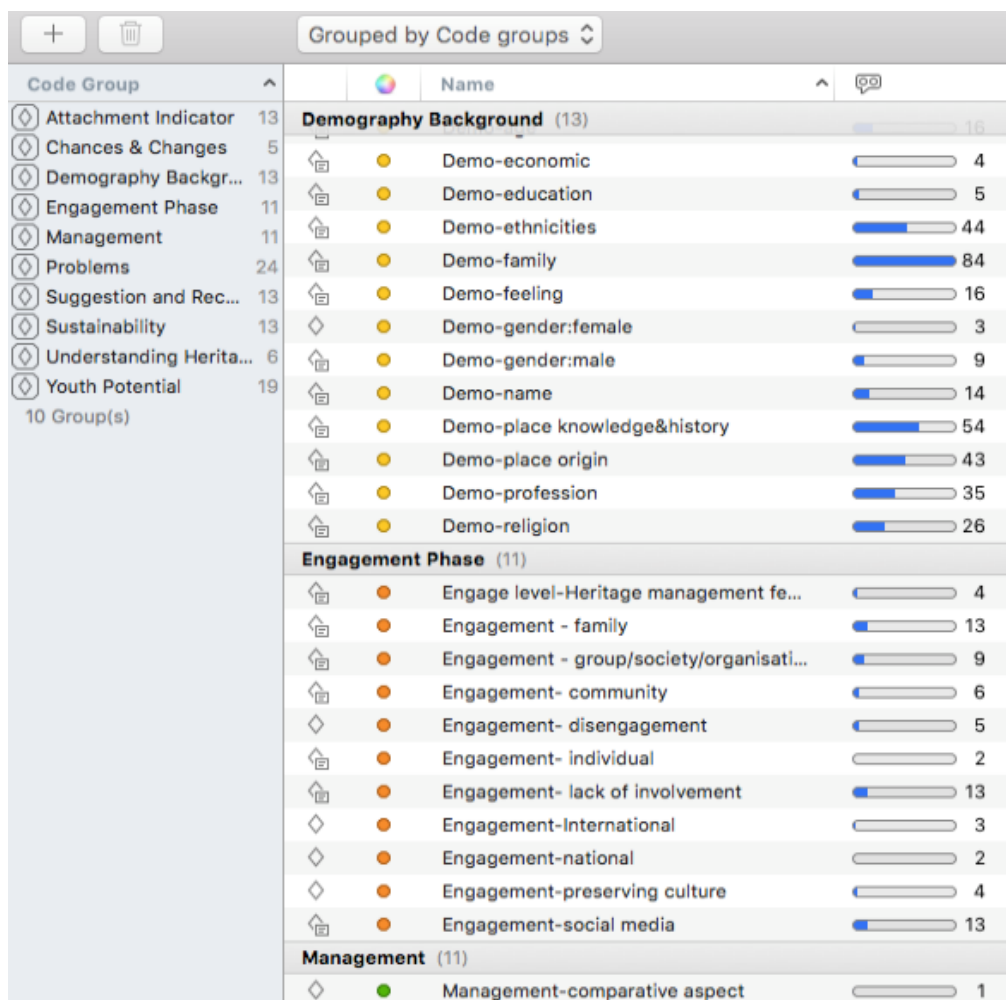 Grouped by Code groups
Code Group
Name
Attachment Indicator 13
Chances & Changes 5
Demography Backgr... 13
Engagement Phase 11
Management 11
Problems 24
Suggestion and Rec... 13
Sustainability 13
Understanding Herita... 6
Youth Potential 19
10 Group(s)
Demography Background (13)
16
Demo-economic 4
Demo-education 5
Demo-ethnicities 44
Demo-family 84
Demo-feeling 16
Demo-gender:female 3
Demo-gender:male 9
Demo-name 14
Demo-place knowledge&history 54
Demo-place origin 43
Demo-profession 35
Demo-religion 26
Engagement Phase (11)
Engage level-Heritage management fe... 4
Engagement - family 13
Engagement - group/society/organisati... 9
Engagement- community 6
Engagement- disengagement 5
Engagement- individual 2
Engagement- lack of involvement 13
Engagement-International 3
Engagement-national 2
Engagement-preserving culture 4
Engagement-social media 13
Management (11)
Management-comparative aspect 1